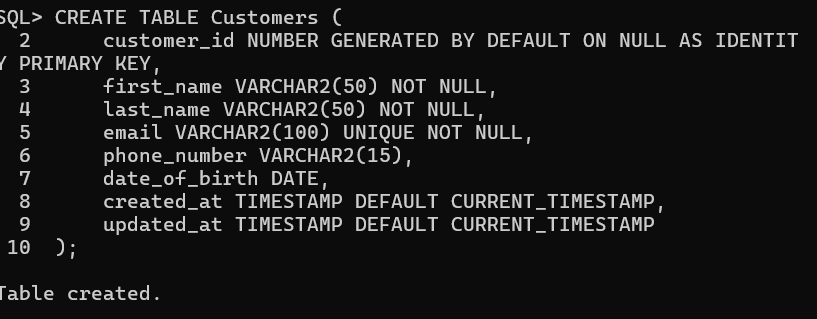 SQL> CREATE TABLE Customers (
  2      customer_id NUMBER GENERATED BY DEFAULT ON NULL AS IDENTIT
Y PRIMARY KEY,
  3      first_name VARCHAR2(50) NOT NULL,
  4      last_name VARCHAR2(50) NOT NULL,
  5      email VARCHAR2(100) UNIQUE NOT NULL,
  6      phone_number VARCHAR2(15),
  7      date_of_birth DATE,
  8      created_at TIMESTAMP DEFAULT CURRENT_TIMESTAMP,
  9      updated_at TIMESTAMP DEFAULT CURRENT_TIMESTAMP
 10  );
Table created.